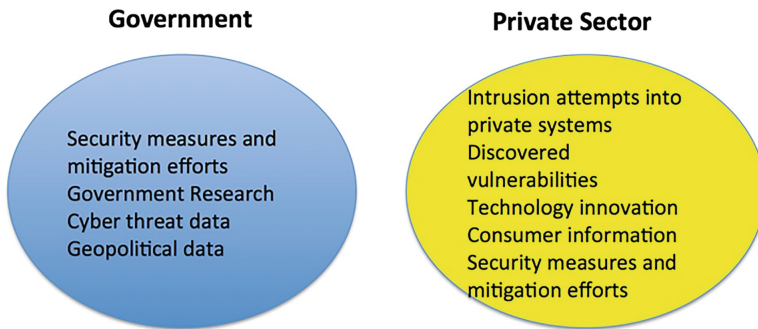 Government
Security measures and
mitigation efforts
Government Research
Cyber threat data
Geopolitical data
Private Sector
Intrusion attempts into
private systems
Discovered
vulnerabilities
Technology innovation
Consumer information
Security measures and
mitigation efforts